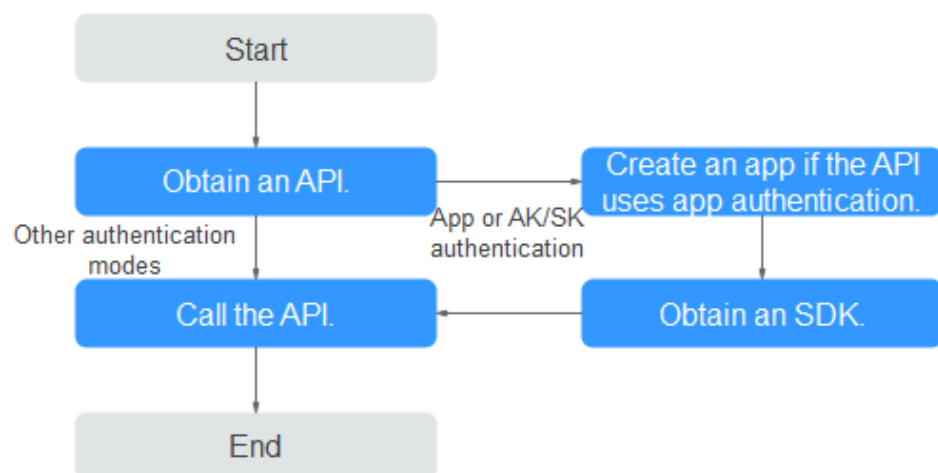 Start
Obtain an API.
Create an app if the API
uses app authentication.
Other authentication
modes
App or AK/SK
authentication
Call the API.
Obtain an SDK.
End